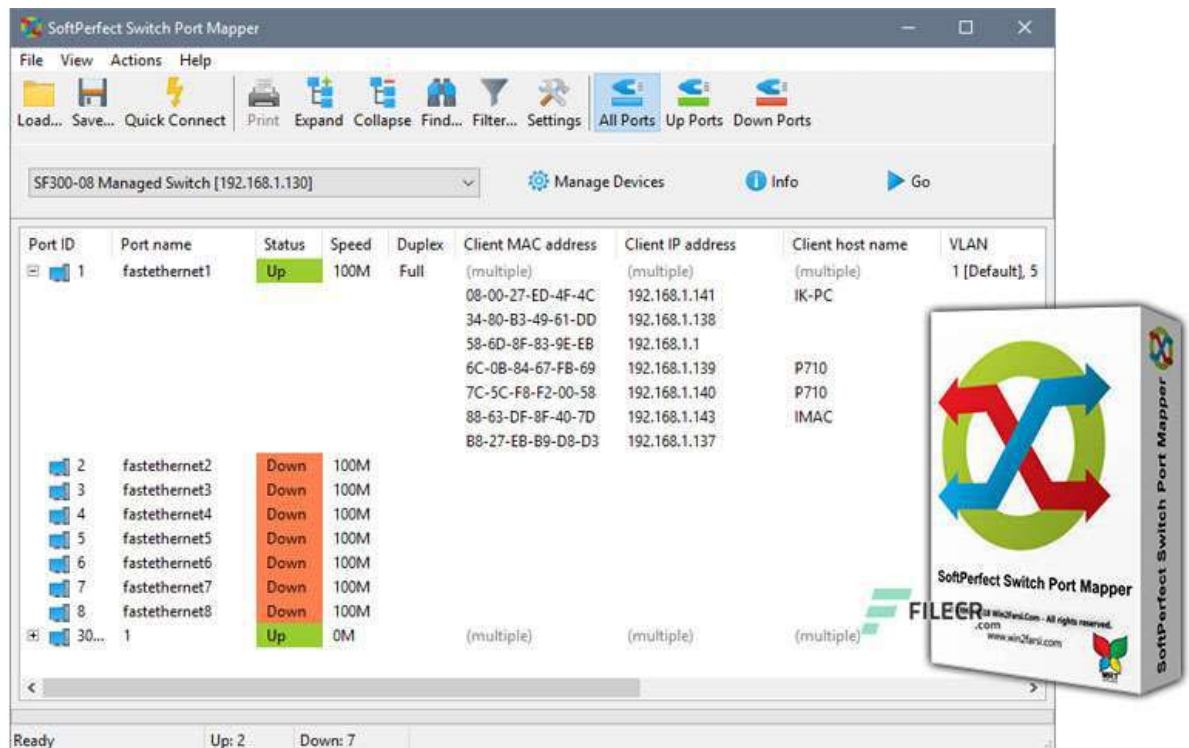 SoftPerfect Switch Port Mapper
File View Actions Help
Load... Save... Quick Connect Print Expand Collapse Find... Filter... Settings All Ports Up Ports Down Ports
SF300-08 Managed Switch [192.168.1.130] Manage Devices Info Go
Port ID Port name Status Speed Duplex Client MAC address Client IP address Client host name VLAN
1 fastethernet1 Up 100M Full (multiple) (multiple) (multiple) 1 [Default], 5
08-00-27-ED-4F-4C 192.168.1.141 IK-PC
34-80-B3-49-61-DD 192.168.1.138
58-6D-8F-83-9E-EB 192.168.1.1
6C-0B-84-67-FB-69 192.168.1.139 P710
7C-5C-F8-F2-00-58 192.168.1.140 P710
88-63-DF-8F-40-7D 192.168.1.143 IMAC
B8-27-EB-B9-D8-D3 192.168.1.137
2 fastethernet2 Down 100M
3 fastethernet3 Down 100M
4 fastethernet4 Down 100M
5 fastethernet5 Down 100M
6 fastethernet6 Down 100M
7 fastethernet7 Down 100M
8 fastethernet8 Down 100M
30... 1 Up 0M (multiple) (multiple) (multiple)
Ready Up: 2 Down: 7
SoftPerfect Switch Port Mapper
Win2Farsi.Com - All rights reserved.
www.win2farsi.com
SoftPerfect Switch Port Mapper
FILECR
.com